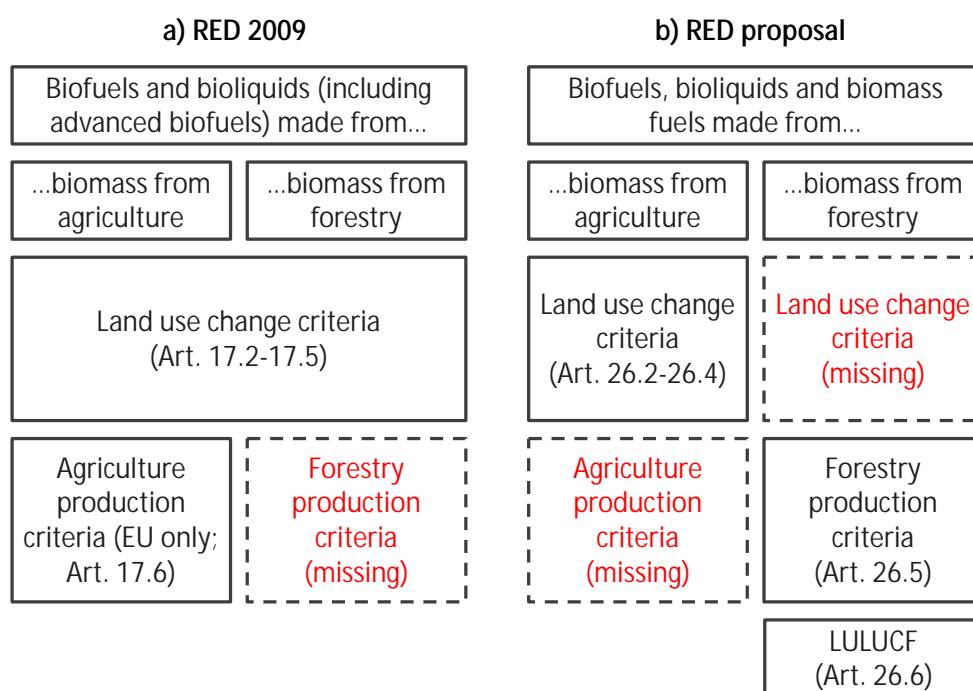 a) RED 2009
Biofuels and bioliquids (including
advanced biofuels) made from...
...biomass from
agriculture
...biomass from
forestry
Land use change criteria
(Art. 17.2-17.5)
Agriculture
production
criteria (EU only;
Art. 17.6)
Forestry
production
criteria
(missing)
b) RED proposal
Biofuels, bioliquids and biomass
fuels made from...
...biomass from
agriculture
...biomass from
forestry
Land use change
criteria
(Art. 26.2-26.4)
Land use change
criteria
(missing)
Agriculture
production
criteria
(missing)
Forestry
production
criteria
(Art. 26.5)
LULUCF
(Art. 26.6)